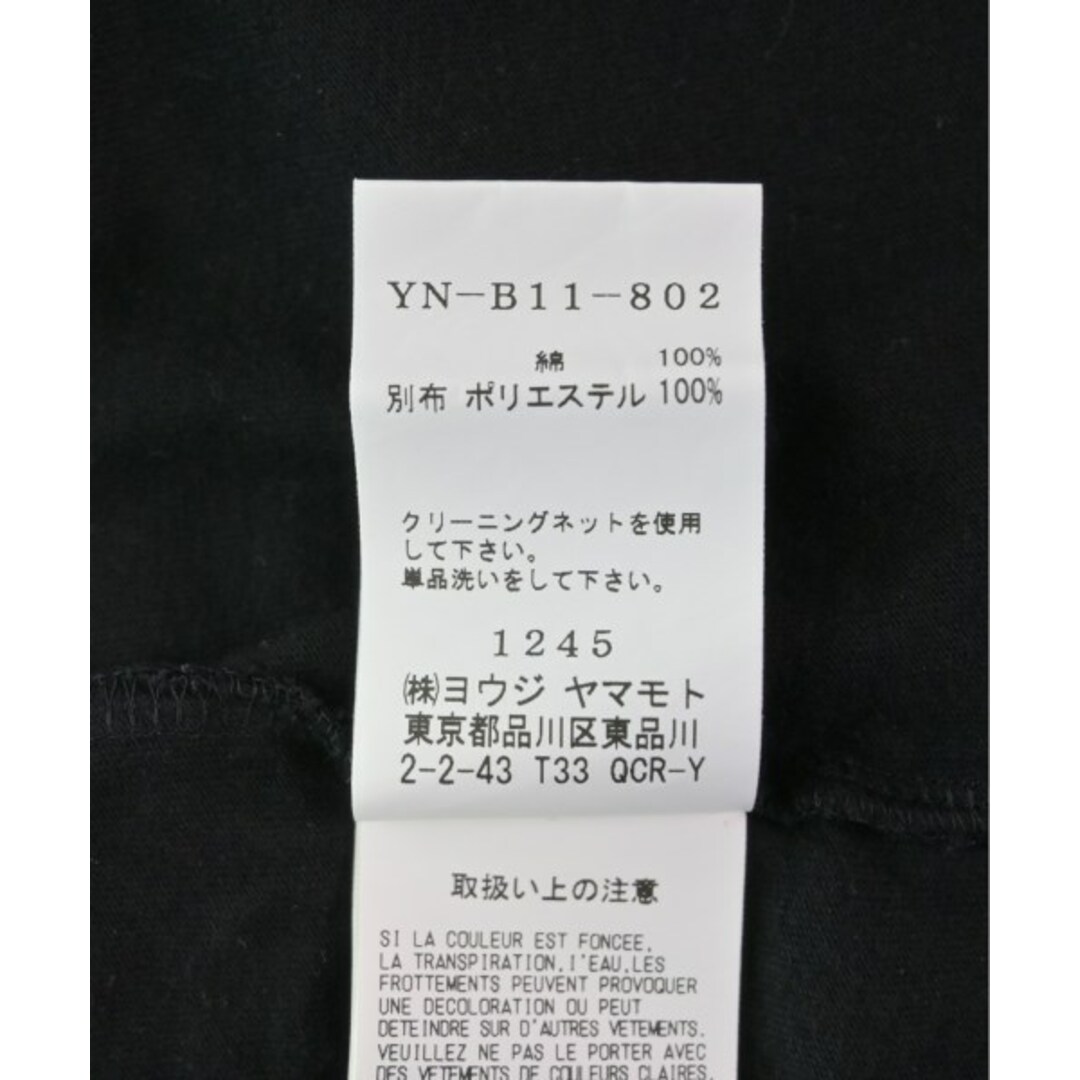 YN-B11-802
綿 100%
別布 ポリエステル 100%
クリーニングネットを使用
して下さい。
単品洗いをして下さい。
1245
(株)ヨウジ ヤマモト
東京都品川区東品川
2-2-43 T33 QCR-Y
取扱い上の注意
SI LA COULEUR EST FONCEE.
LA TRANSPIRATION.I'EAU.LES
FROTTEMENTS PEUVENT PROVOQUER
UNE DECOLORATION OU PEUT
DETEINDRE SUR D'AUTRES VETEMENTS.
VEUILLEZ NE PAS LE PORTER AVEC
DES VETEMENTS DE COULEURS CLAIRES.